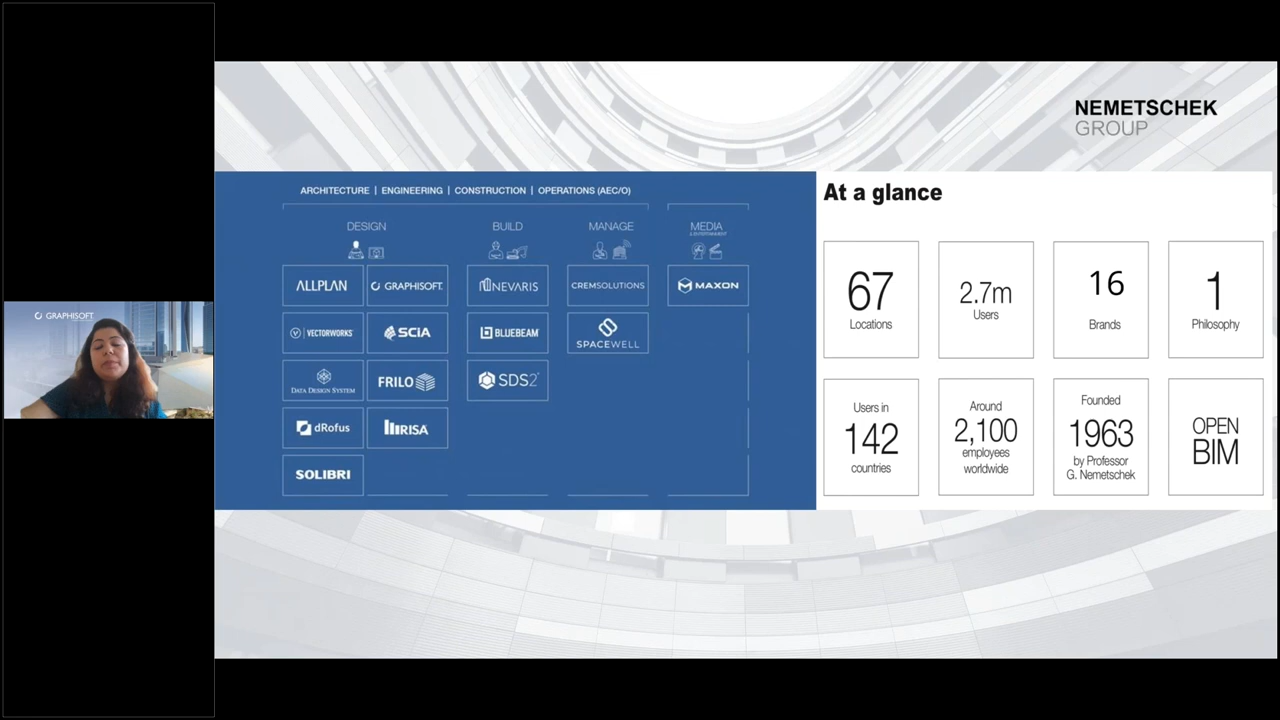 GRAPHISOFT.
NEMETSCHEK
GROUP
ARCHITECTURE | ENGINEERING | CONSTRUCTION | OPERATIONS (AEC/O)
DESIGN
BUILD
MANAGE
MEDIA
& ENTERTAINMENT
ALLPLAN
GRAPHISOFT.
NEVARIS
CREMSOLUTIONS
MAXON
VECTORWORKS
SCIA
BLUEBEAM
SPACEWELL
DATA DESIGN SYSTEM
FRILO
SDS2
dRofus
RISA
SOLIBRI
At a glance
67
Locations
2.7m
Users
16
Brands
1
Philosophy
Users in
142
countries
Around
2,100
employees
worldwide
Founded
1963
by Professor
G. Nemetschek
OPEN
BIM